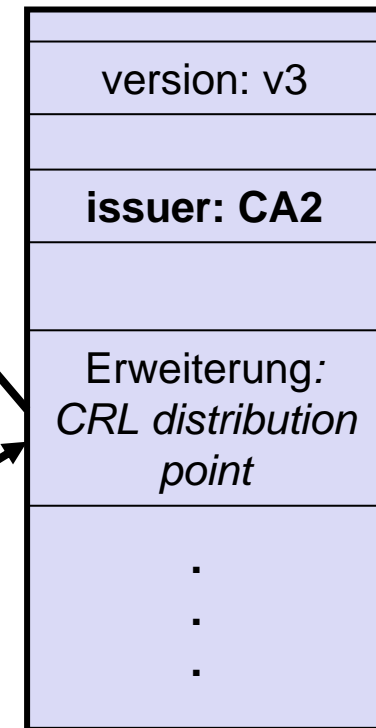 version: v3
issuer: CA2
Erweiterung:
CRL distribution
point
.
.
.